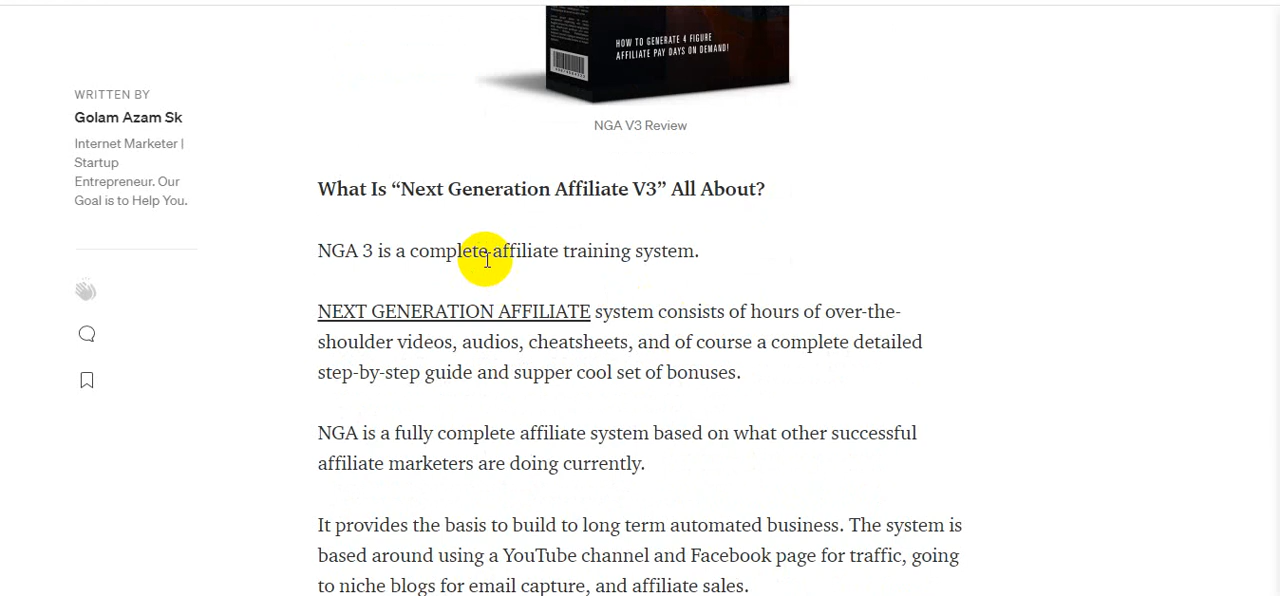 HOW TO GENERATE 4 FIGURE
AFFILIATE PAY DAYS ON DEMAND!
NGA V3 Review
WRITTEN BY
Golam Azam Sk
Internet Marketer |
Startup
Entrepreneur. Our
Goal is to Help You.
What Is “Next Generation Affiliate V3” All About?
NGA 3 is a complete affiliate training system.
NEXT GENERATION AFFILIATE system consists of hours of over-the-
shoulder videos, audios, cheatsheets, and of course a complete detailed
step-by-step guide and supper cool set of bonuses.
NGA is a fully complete affiliate system based on what other successful
affiliate marketers are doing currently.
It provides the basis to build to long term automated business. The system is
based around using a YouTube channel and Facebook page for traffic, going
to niche blogs for email capture, and affiliate sales.